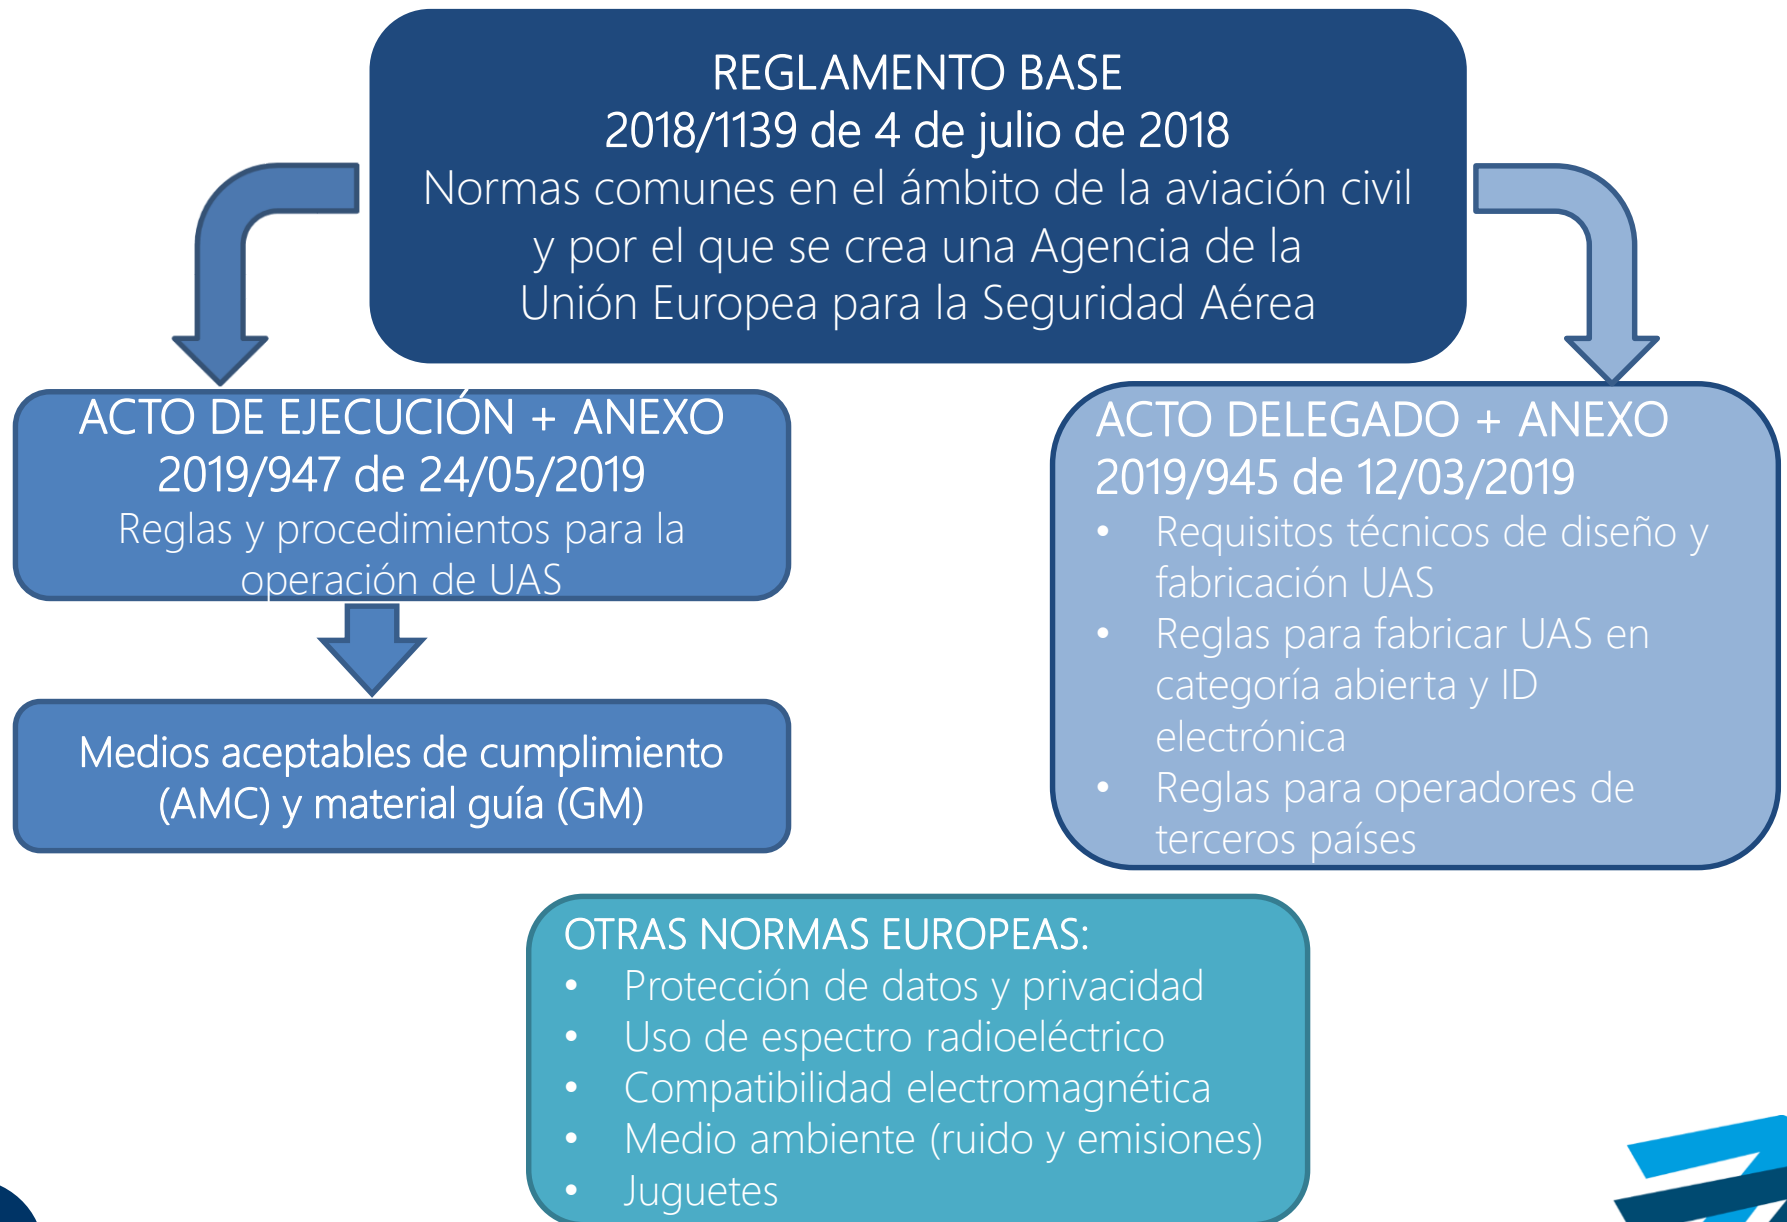 REGLAMENTO BASE
2018/1139 de 4 de julio de 2018
Normas comunes en el ámbito de la aviación civil
y por el que se crea una Agencia de la
Unión Europea para la Seguridad Aérea
ACTO DE EJECUCIÓN + ANEXO
2019/947 de 24/05/2019
Reglas y procedimientos para la
operación de UAS
Medios aceptables de cumplimiento
(AMC) y material guía (GM)
ACTO DELEGADO + ANEXO
2019/945 de 12/03/2019
• Requisitos técnicos de diseño y
fabricación UAS
• Reglas para fabricar UAS en
categoría abierta y ID
electrónica
• Reglas para operadores de
terceros países
OTRAS NORMAS EUROPEAS:
• Protección de datos y privacidad
• Uso de espectro radioeléctrico
• Compatibilidad electromagnética
• Medio ambiente (ruido y emisiones)
• Juguetes